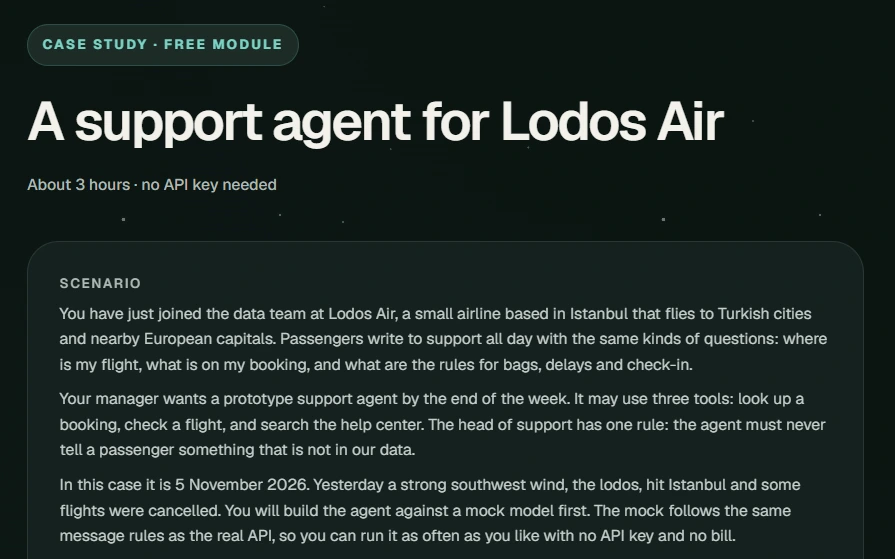 CASE STUDY · FREE MODULE
A support agent for Lodos Air
About 3 hours · no API key needed
SCENARIO
You have just joined the data team at Lodos Air, a small airline based in Istanbul that flies to Turkish cities
and nearby European capitals. Passengers write to support all day with the same kinds of questions: where
is my flight, what is on my booking, and what are the rules for bags, delays and check-in.
Your manager wants a prototype support agent by the end of the week. It may use three tools: look up a
booking, check a flight, and search the help center. The head of support has one rule: the agent must never
tell a passenger something that is not in our data.
In this case it is 5 November 2026. Yesterday a strong southwest wind, the lodos, hit Istanbul and some
flights were cancelled. You will build the agent against a mock model first. The mock follows the same
message rules as the real API, so you can run it as often as you like with no API key and no bill.